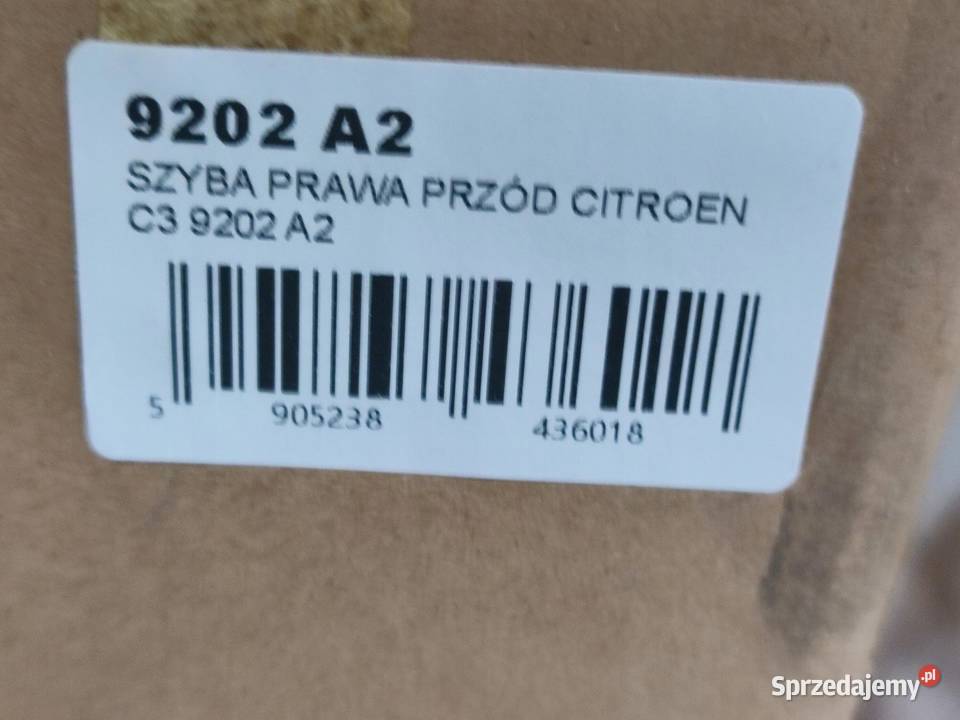 9202 A2
SZYBA PRAWA PRZÓD CITROEN
C3 9202 A2
5 905238 436018
Sprzedajemy.pl